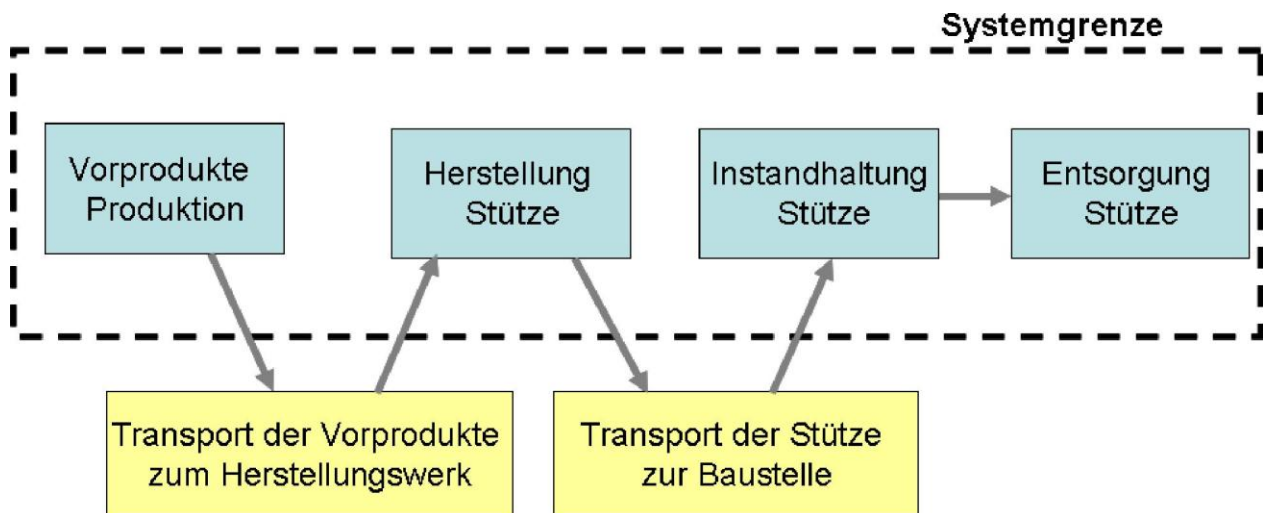 Systemgrenze
Vorprodukte
Produktion
Herstellung
Stütze
Instandhaltung
Stütze
Entsorgung
Stütze
Transport der Vorprodukte
zum Herstellungswerk
Transport der Stütze
zur Baustelle